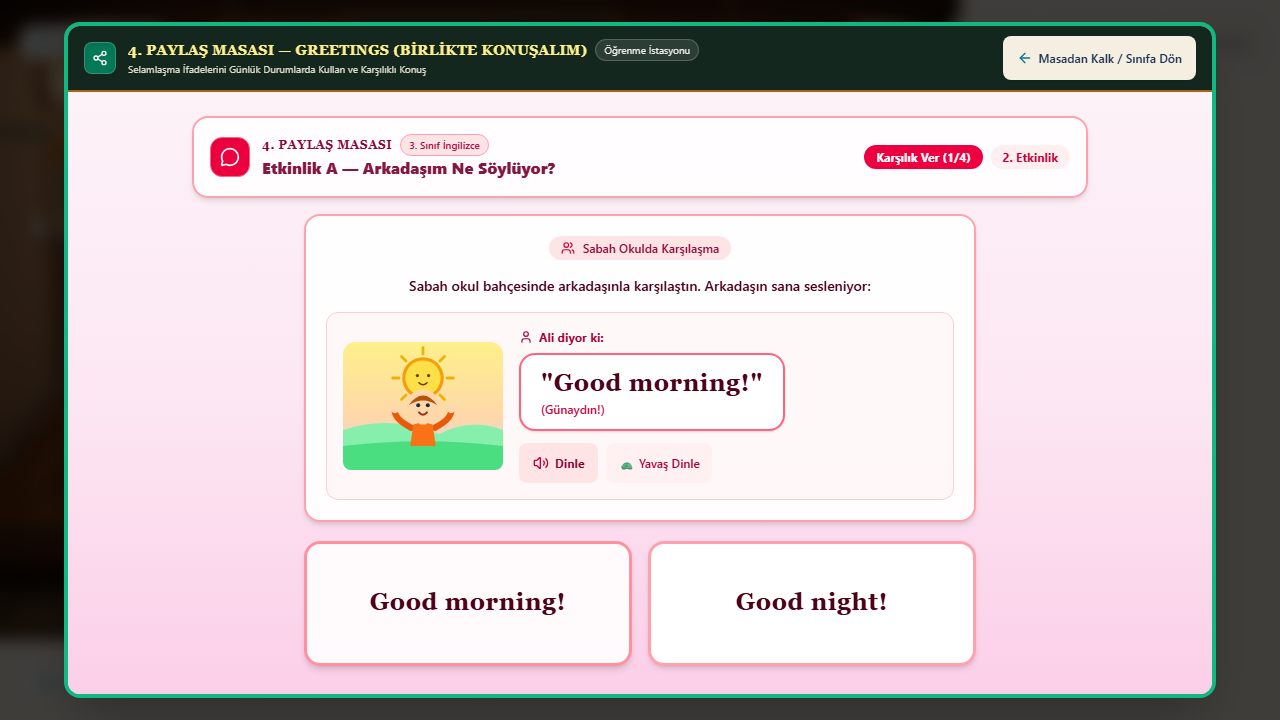 4. PAYLAŞ MASASI — GREETINGS (BİRLİKTE KONUŞALIM)
Öğrenme İstasyonu
Selamlaşma İfadelerini Günlük Durumlarda Kullan ve Karşılıklı Konuş
Masadan Kalk / Sınıfa Dön
4. PAYLAŞ MASASI
3. Sınıf İngilizce
Etkinlik A — Arkadaşım Ne Söylüyor?
Karşılık Ver (1/4)
2. Etkinlik
Sabah Okulda Karşılaşma
Sabah okul bahçesinde arkadaşınla karşılaştın. Arkadaşın sana sesleniyor:
Ali diyor ki:
"Good morning!"
(Günaydın!)
Dinle
Yavaş Dinle
Good morning!
Good night!